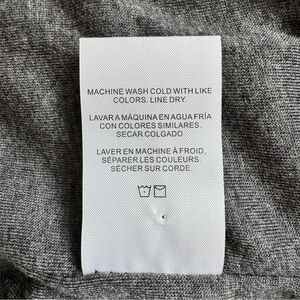 MACHINE WASH COLD WITH LIKE
COLORS. LINE DRY.
LAVAR A MÁQUINA EN AGUA FRÍA
CON COLORES SIMILARES.
SECAR COLGADO.
LAVER EN MACHINE À FROID,
SÉPARER LES COULEURS.
SÉCHER SUR CORDE.